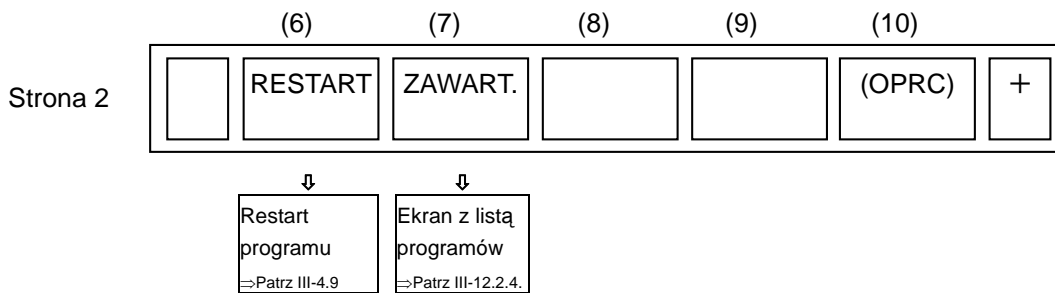 (6) (7) (8) (9) (10)
Strona 2 RESTART ZAWART. (OPRC) +
Restart programu
⇒Patrz III-4.9
Ekran z listą programów
⇒Patrz III-12.2.4.